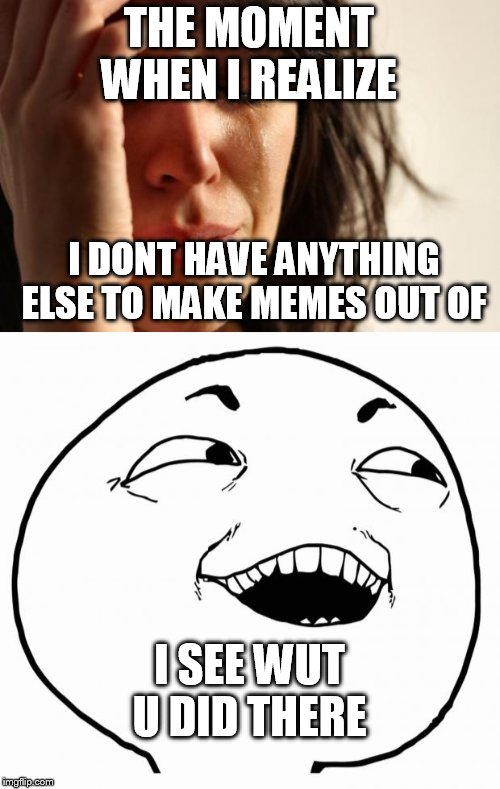 THE MOMENT
WHEN I REALIZE
I DONT HAVE ANYTHING
ELSE TO MAKE MEMES OUT OF
I SEE WUT
U DID THERE
imgflip.com